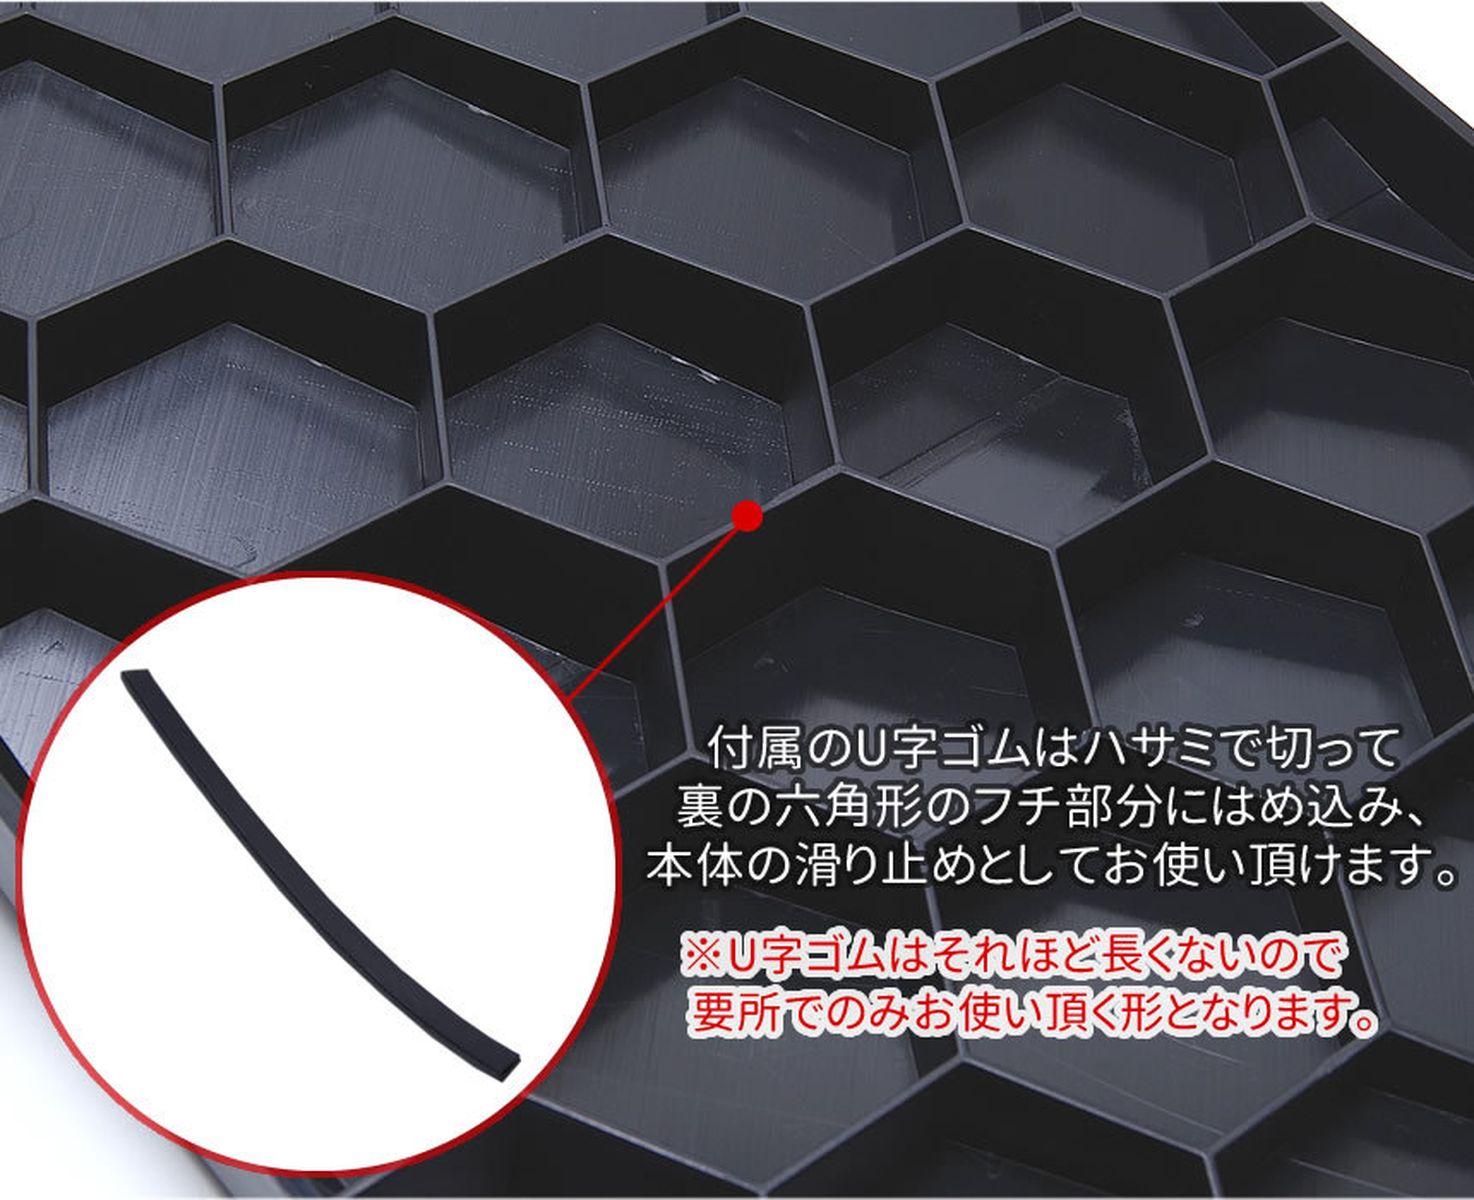 付属のU字ゴムはハサミで切って
裏の六角形のフチ部分にはめ込み、
本体の滑り止めとしてお使い頂けます。
※U字ゴムはそれほど長くないので
要所でのみお使い頂く形となります。